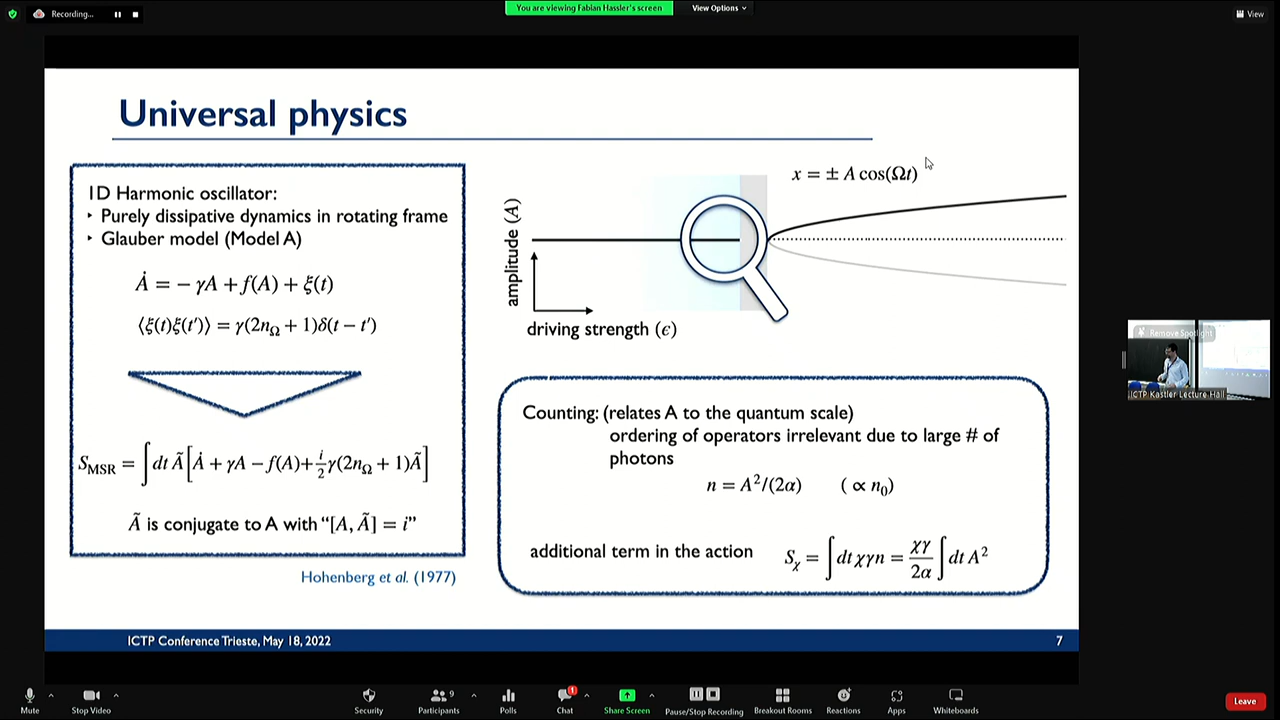 Recording...
You are viewing Fabian Hassler's screen
View Options
View
Universal physics
1D Harmonic oscillator:
‣ Purely dissipative dynamics in rotating frame
‣ Glauber model (Model A)
Ȧ = − γA + f(A) + ξ(t)
⟨ξ(t)ξ(t′)⟩ = γ(2n_Ω + 1)δ(t − t′)
S_MSR = ∫ dt Ã[Ȧ + γA − f(A)+ i/2 γ(2n_Ω + 1)Ã]
Ã is conjugate to A with “[A, Ã] = i”
Hohenberg et al. (1977)
x = ± A cos(Ωt)
amplitude (A)
driving strength (ϵ)
Counting: (relates A to the quantum scale)
ordering of operators irrelevant due to large # of
photons
n = A²/(2α) ( ∝ n₀)
additional term in the action S_χ = ∫ dt χγn = χγ/2α ∫ dt A²
Remove Spotlight
ICTP Kastler Lecture Hall
ICTP Conference Trieste, May 18, 2022
7
Mute
Stop Video
Security
9
Participants
Polls
1
Chat
Share Screen
Pause/Stop Recording
Breakout Rooms
Reactions
Apps
Whiteboards
Leave